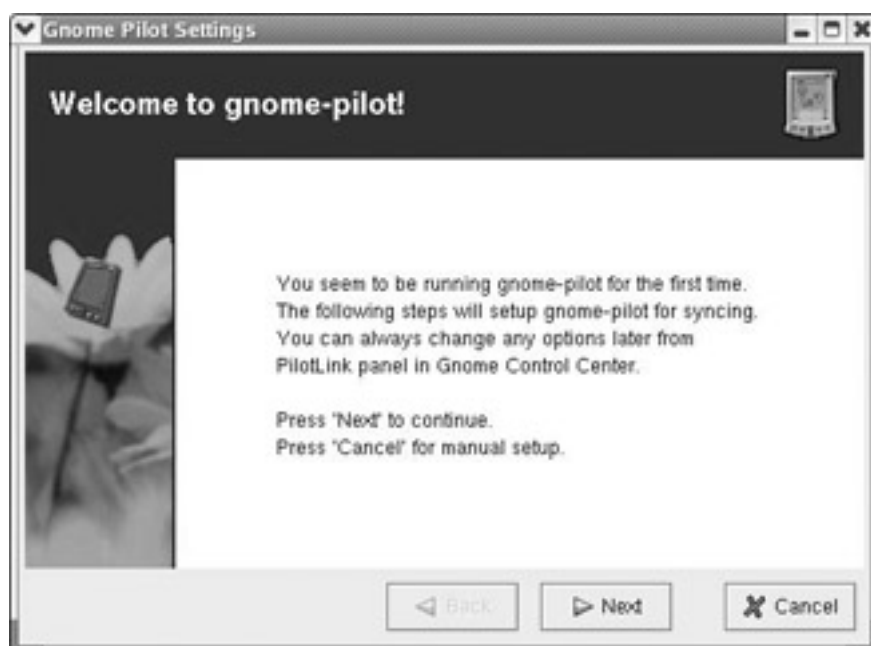 Gnome Pilot Settings
Welcome to gnome-pilot!
You seem to be running gnome-pilot for the first time.
The following steps will setup gnome-pilot for syncing.
You can always change any options later from
PilotLink panel in Gnome Control Center.
Press 'Next' to continue.
Press 'Cancel' for manual setup.
Back
Next
Cancel